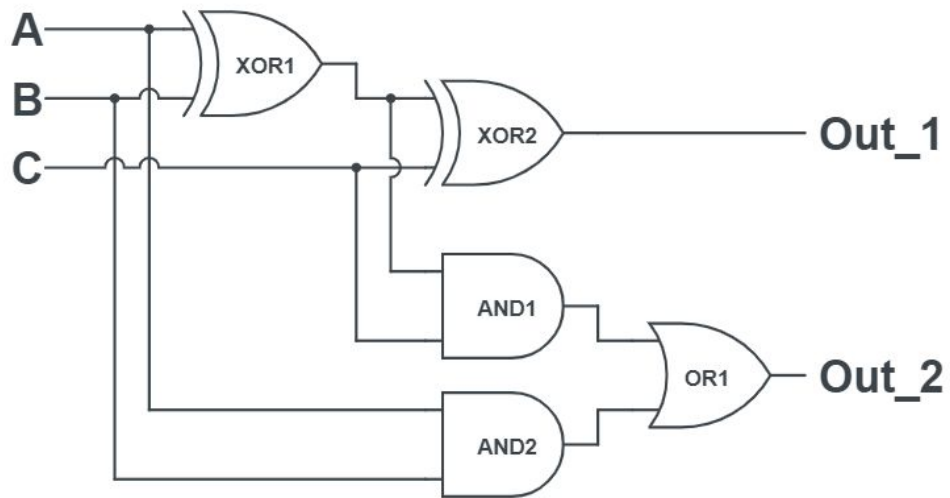 A
XOR1
B
XOR2
Out_1
C
AND1
OR1
Out_2
AND2